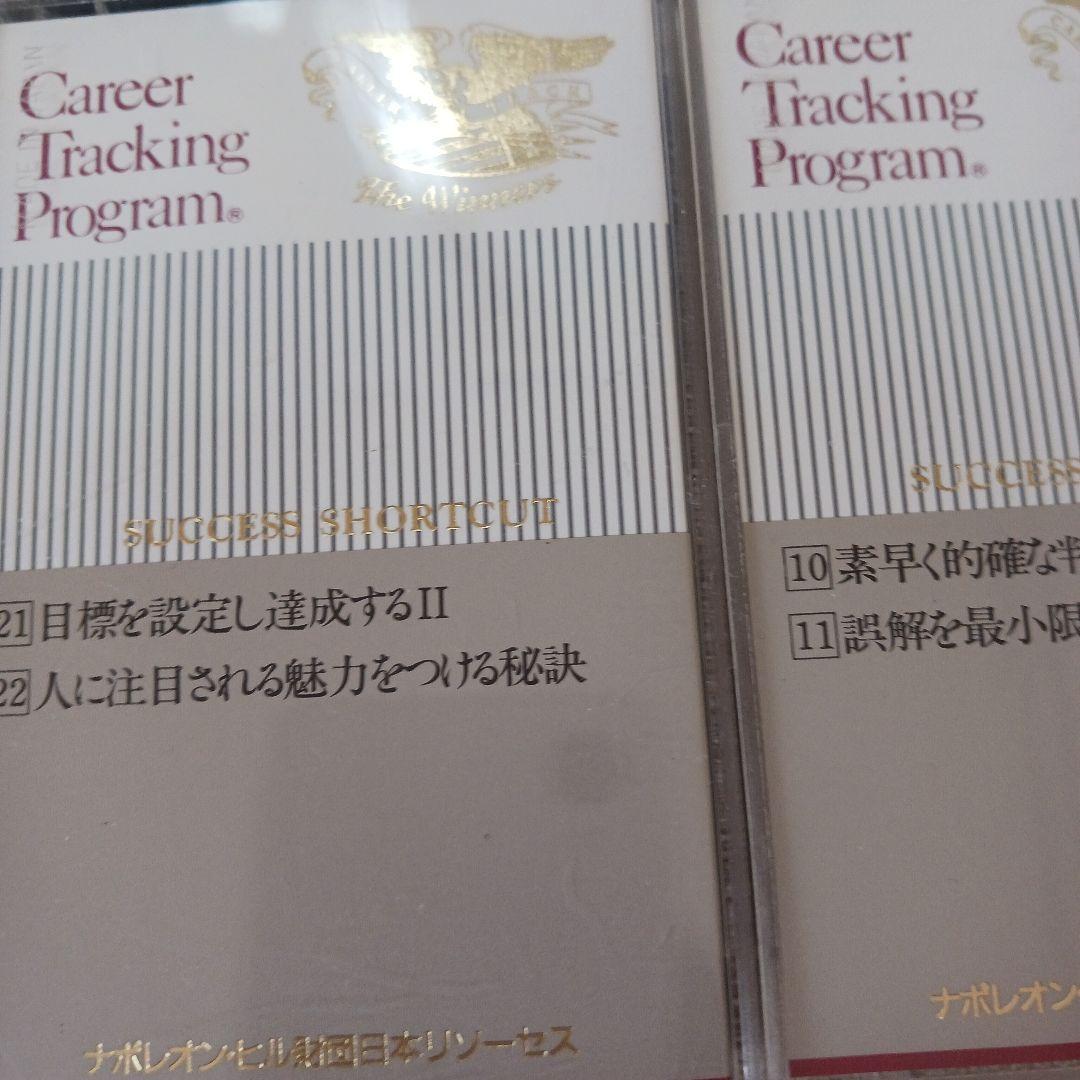 Career
Tracking
Program®
The Winners
SUCCESS SHORTCUT
21 目標を設定し達成するII
22 人に注目される魅力をつける秘訣
ナポレオン・ヒル財団日本リソーセス
Career
Tracking
Program®
SUCCESS
10 素早く的確な半
11 誤解を最小限
ナポレオン・